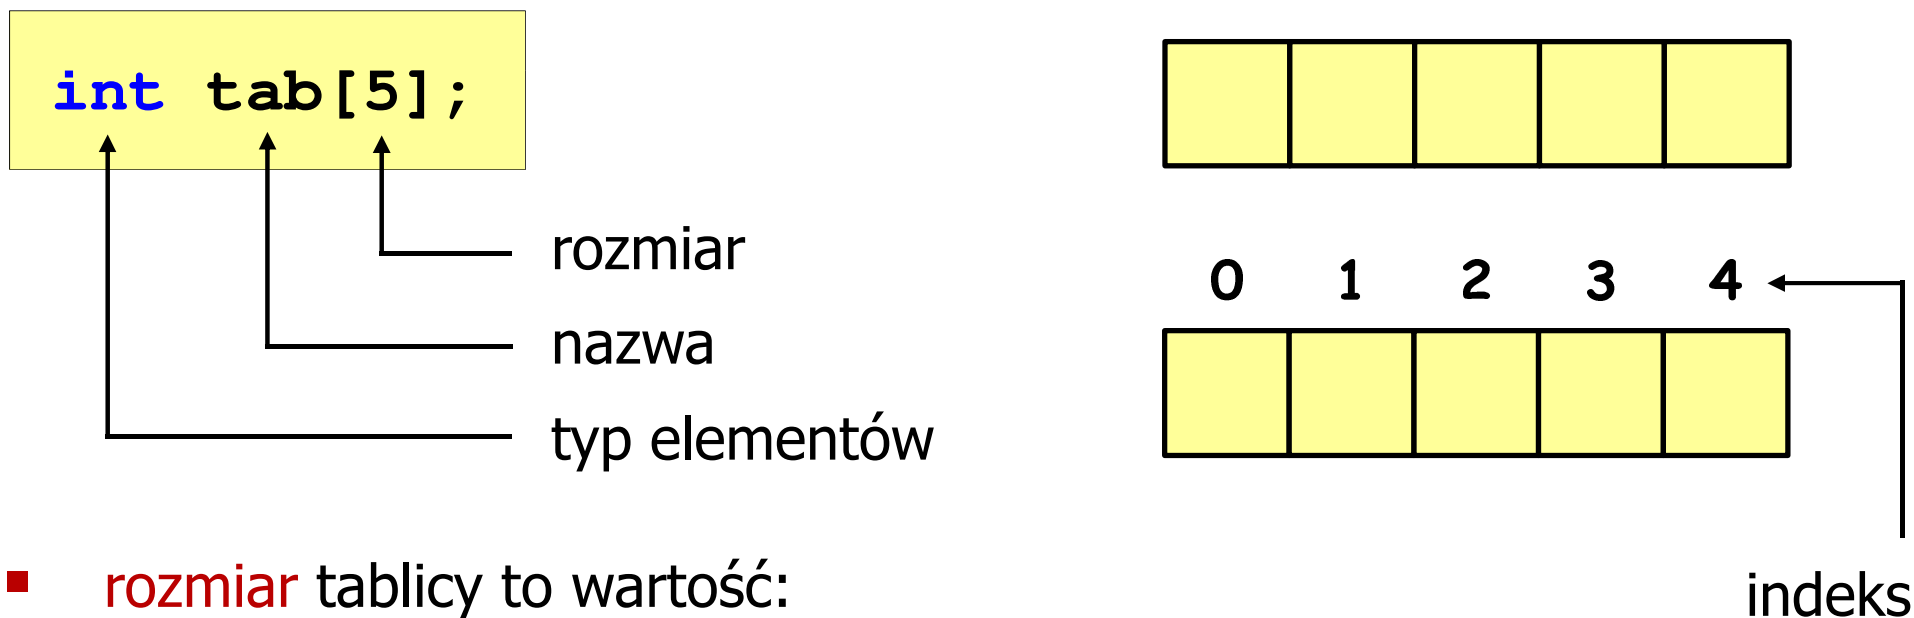 int tab[5];
rozmiar
nazwa
typ elementów
0 1 2 3 4
indeks
rozmiar tablicy to wartość: